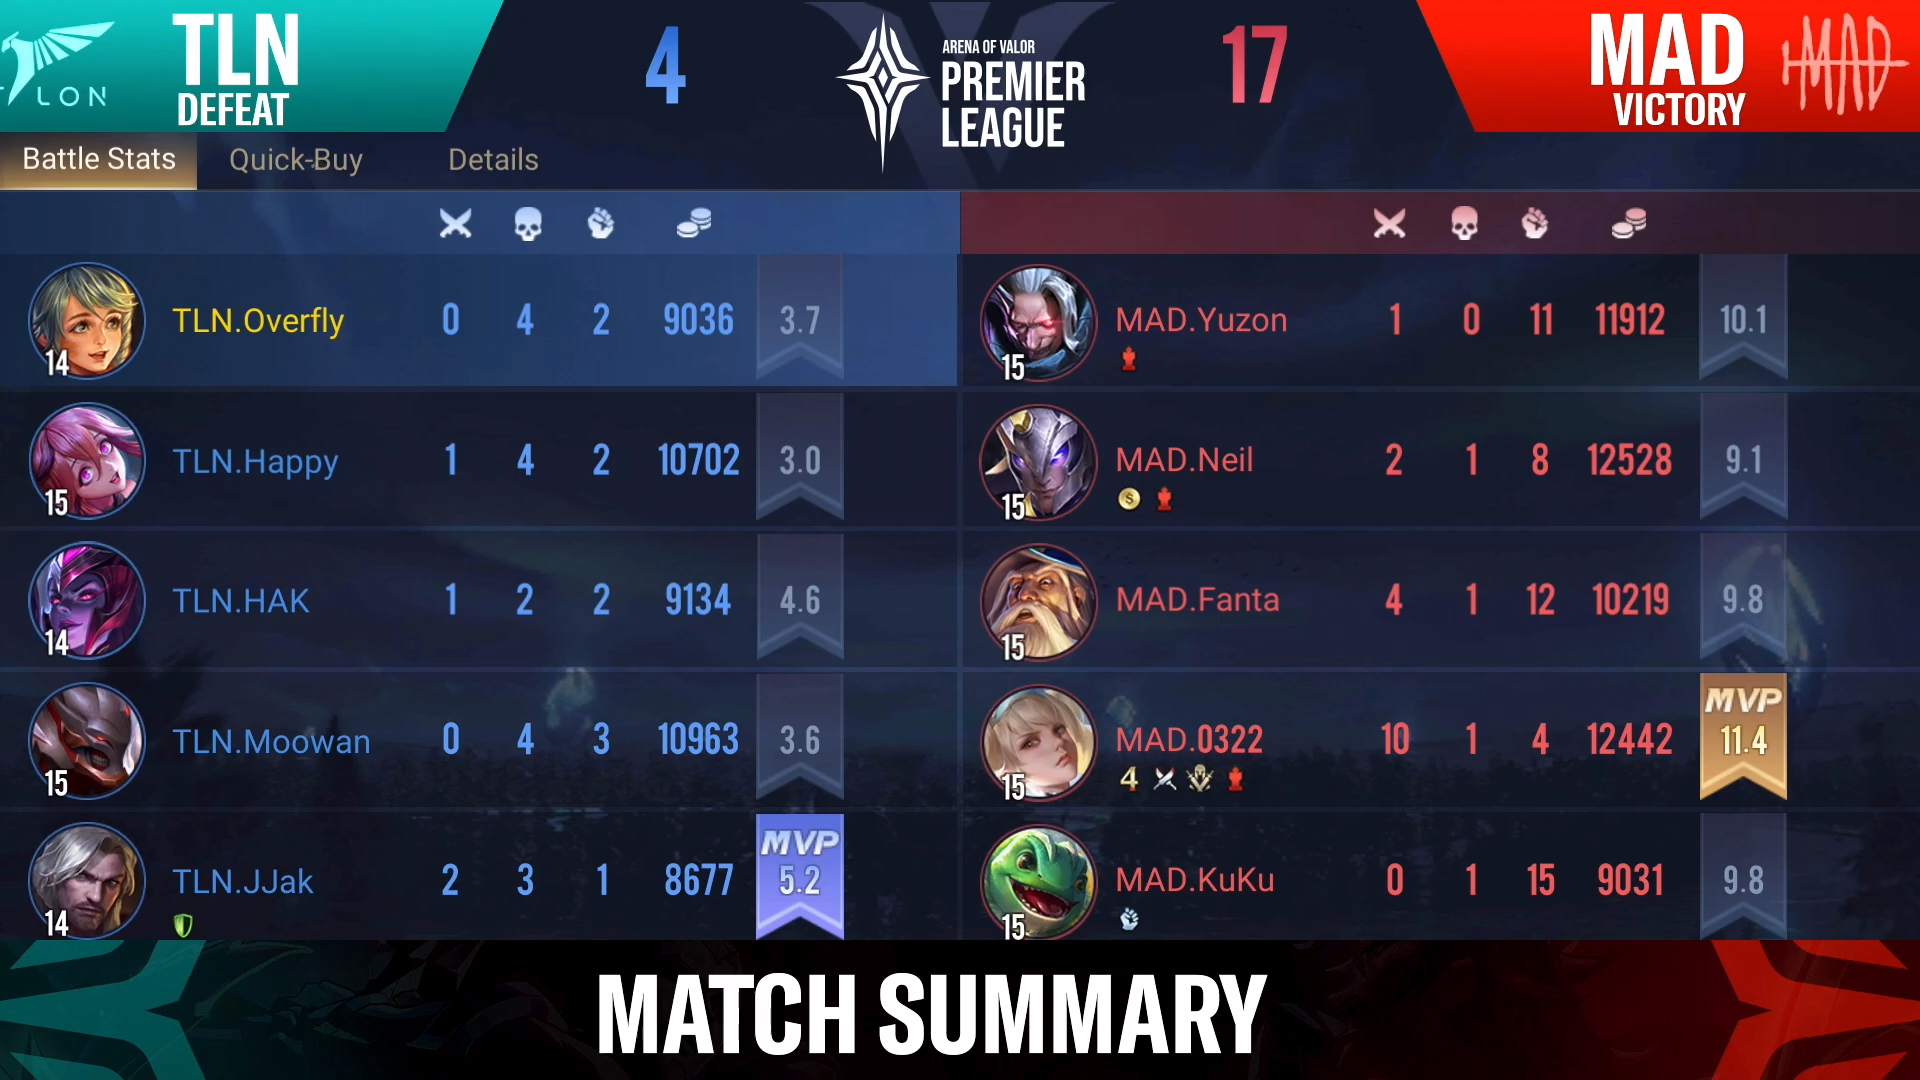 TLN
DEFEAT
LON
4
ARENA OF VALOR
PREMIER
LEAGUE
17
MAD
VICTORY
MAD
Battle Stats Quick-Buy Details
14 TLN.Overfly 0 4 2 9036 3.7
15 MAD.Yuzon 1 0 11 11912 10.1
15 TLN.Happy 1 4 2 10702 3.0
15 MAD.Neil 2 1 8 12528 9.1
$
14 TLN.HAK 1 2 2 9134 4.6
15 MAD.Fanta 4 1 12 10219 9.8
15 TLN.Moowan 0 4 3 10963 3.6
15 MAD.0322 10 1 4 12442 MVP 11.4
4
14 TLN.JJak 2 3 1 8677 MVP 5.2
15 MAD.KuKu 0 1 15 9031 9.8
MATCH SUMMARY